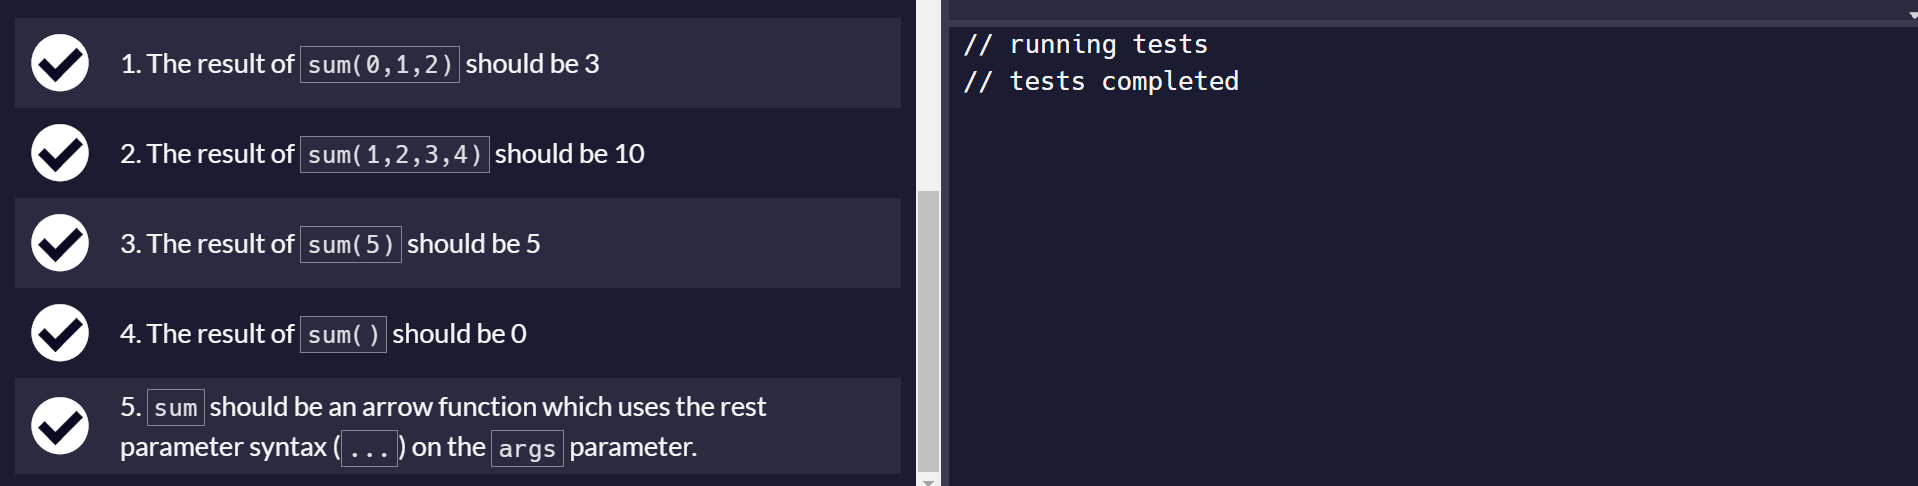 1. The result of sum(0,1,2) should be 3
2. The result of sum(1,2,3,4) should be 10
3. The result of sum(5) should be 5
4. The result of sum() should be 0
5. sum should be an arrow function which uses the rest
parameter syntax (...) on the args parameter.
// running tests
// tests completed